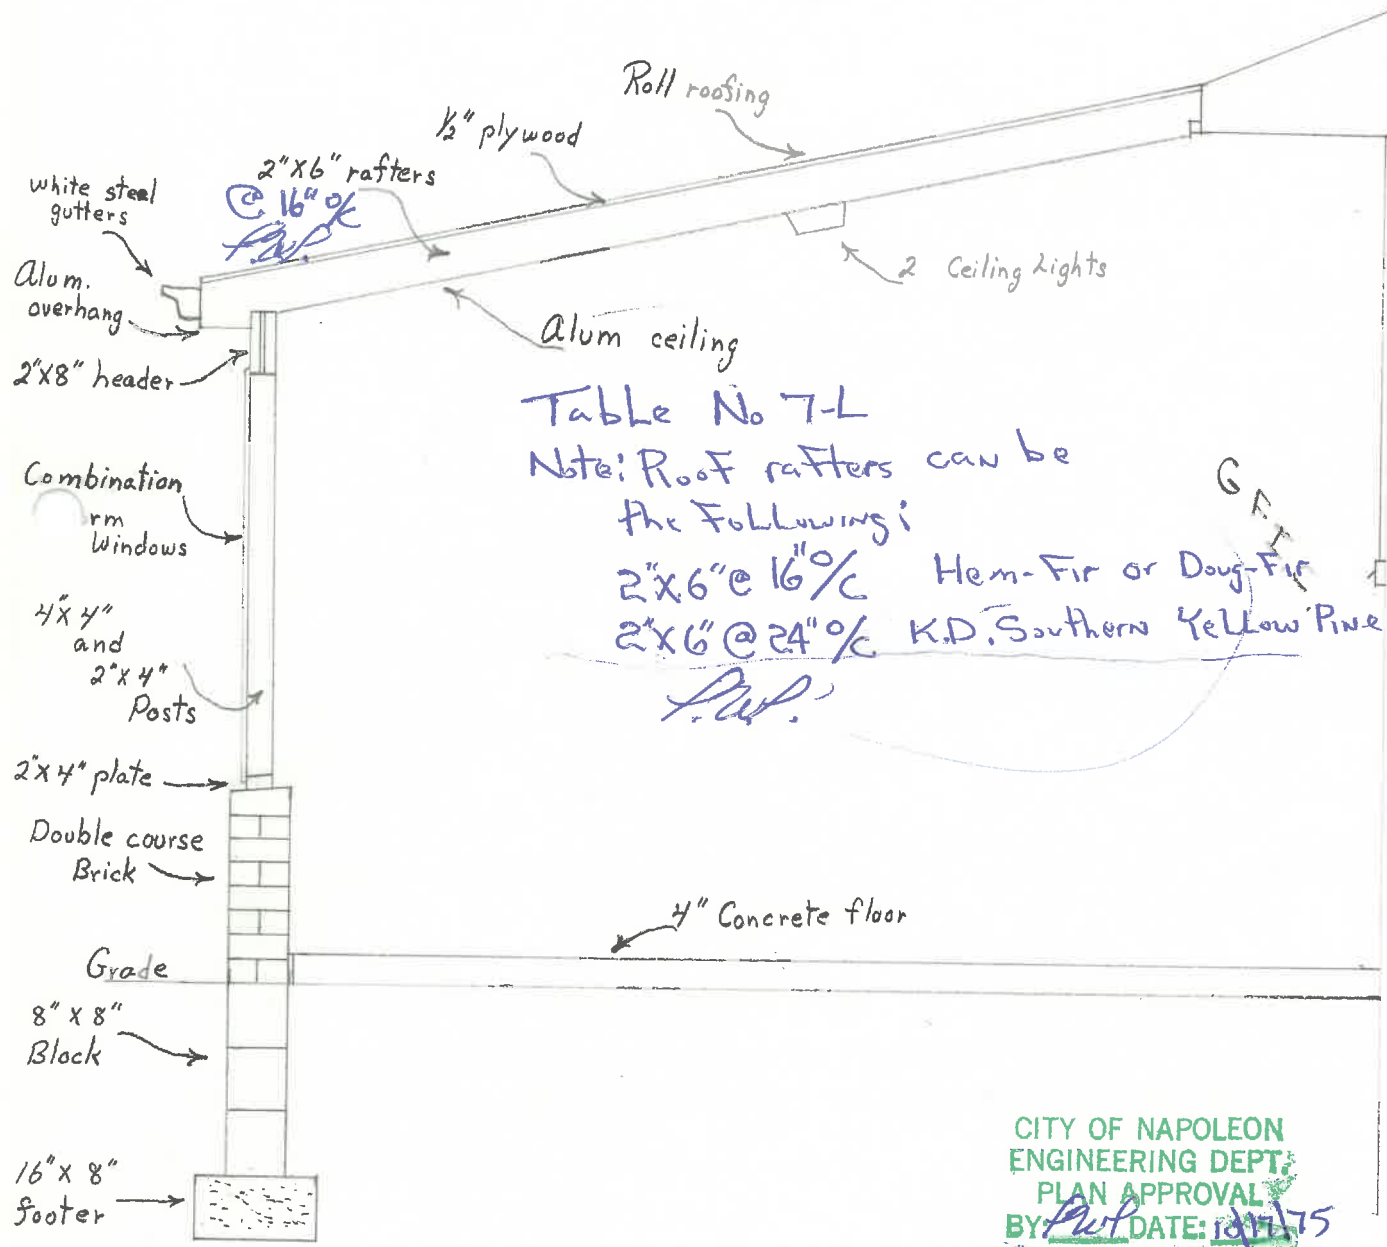 Roll roofing
1/2" plywood
2"X6" rafters
@ 16" o/c
P.W.P.
white steel
gutters
Alum.
overhang
2"X8" header
2 Ceiling Lights
Alum ceiling
Table No 7-L
Note: Roof rafters can be
the Following:
2"x6"@ 16"o/c Hem-Fir or Doug-Fir
2"x6"@ 24"o/c K.D. Southern Yellow Pine
Combination
rm
Windows
4"X4"
and
2"X4"
Posts
2"X4" plate
Double course
Brick
4" Concrete floor
Grade
8" X 8"
Block
16" X 8"
footer
CITY OF NAPOLEON
ENGINEERING DEPT.
PLAN APPROVAL
BY: DATE: 10/17/75